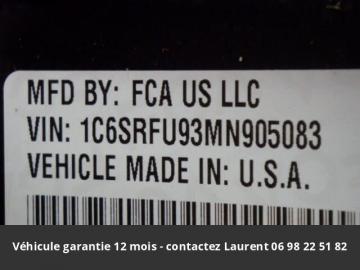 MFD BY: FCA US LLC
VIN: 1C6SRFU93MN905083
VEHICLE MADE IN: U.S.A.
Véhicule garantie 12 mois - contactez Laurent 06 98 22 51 82